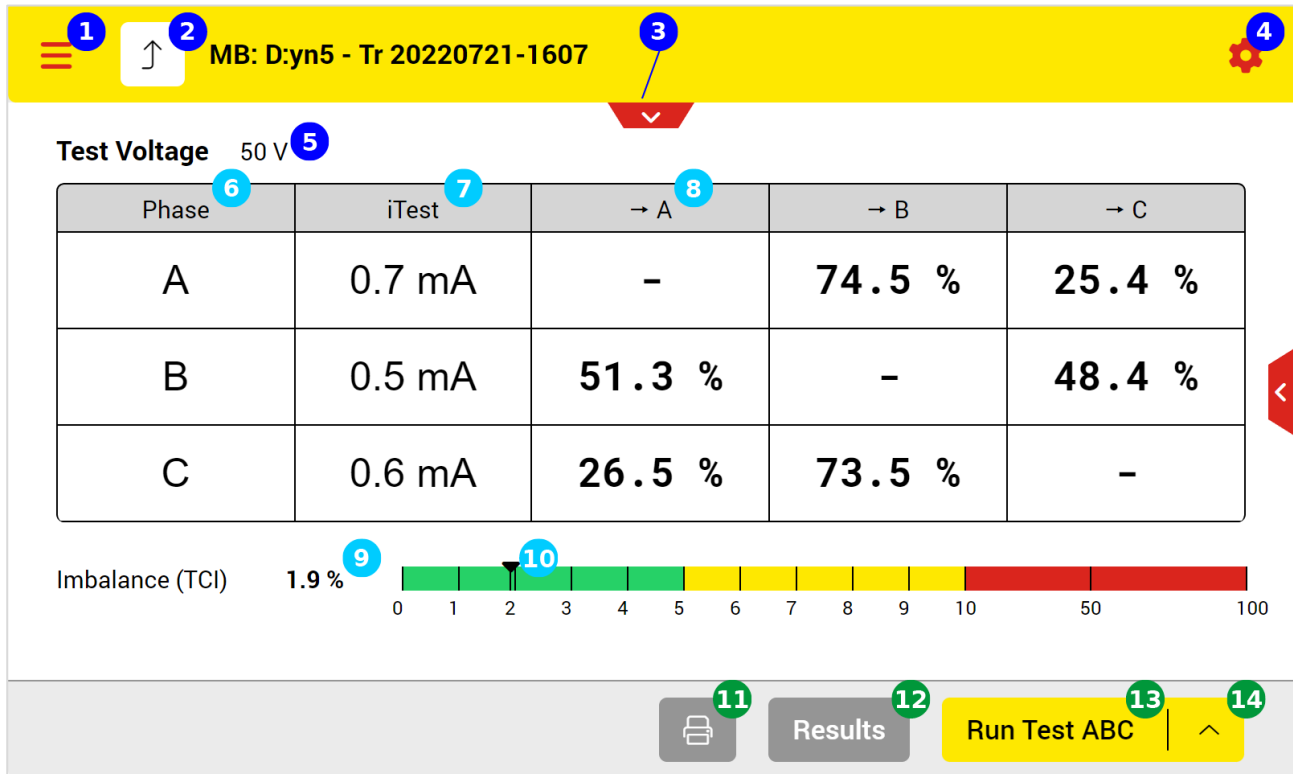 1 2 3 4
MB: D:yn5 - Tr 20220721-1607
Test Voltage 50 V 5
6 7 8
Phase iTest → A → B → C
A 0.7 mA - 74.5 % 25.4 %
B 0.5 mA 51.3 % - 48.4 %
C 0.6 mA 26.5 % 73.5 % -
9 10
Imbalance (TCI) 1.9 %
0 1 2 3 4 5 6 7 8 9 10 50 100
11 12 13 14
Results Run Test ABC